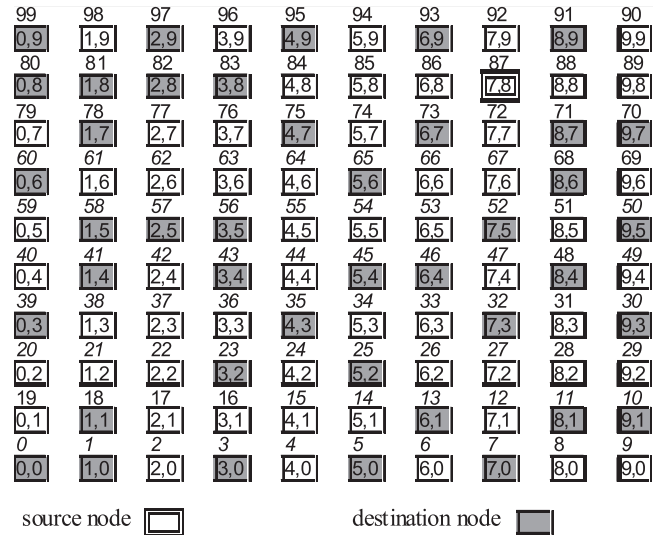 99 98 97 96 95 94 93 92 91 90
0,9 1,9 2,9 3,9 4,9 5,9 6,9 7,9 8,9 9,9
80 81 82 83 84 85 86 87 88 89
0,8 1,8 2,8 3,8 4,8 5,8 6,8 7,8 8,8 9,8
79 78 77 76 75 74 73 72 71 70
0,7 1,7 2,7 3,7 4,7 5,7 6,7 7,7 8,7 9,7
60 61 62 63 64 65 66 67 68 69
0,6 1,6 2,6 3,6 4,6 5,6 6,6 7,6 8,6 9,6
59 58 57 56 55 54 53 52 51 50
0,5 1,5 2,5 3,5 4,5 5,5 6,5 7,5 8,5 9,5
40 41 42 43 44 45 46 47 48 49
0,4 1,4 2,4 3,4 4,4 5,4 6,4 7,4 8,4 9,4
39 38 37 36 35 34 33 32 31 30
0,3 1,3 2,3 3,3 4,3 5,3 6,3 7,3 8,3 9,3
20 21 22 23 24 25 26 27 28 29
0,2 1,2 2,2 3,2 4,2 5,2 6,2 7,2 8,2 9,2
19 18 17 16 15 14 13 12 11 10
0,1 1,1 2,1 3,1 4,1 5,1 6,1 7,1 8,1 9,1
0 1 2 3 4 5 6 7 8 9
0,0 1,0 2,0 3,0 4,0 5,0 6,0 7,0 8,0 9,0
source node destination node